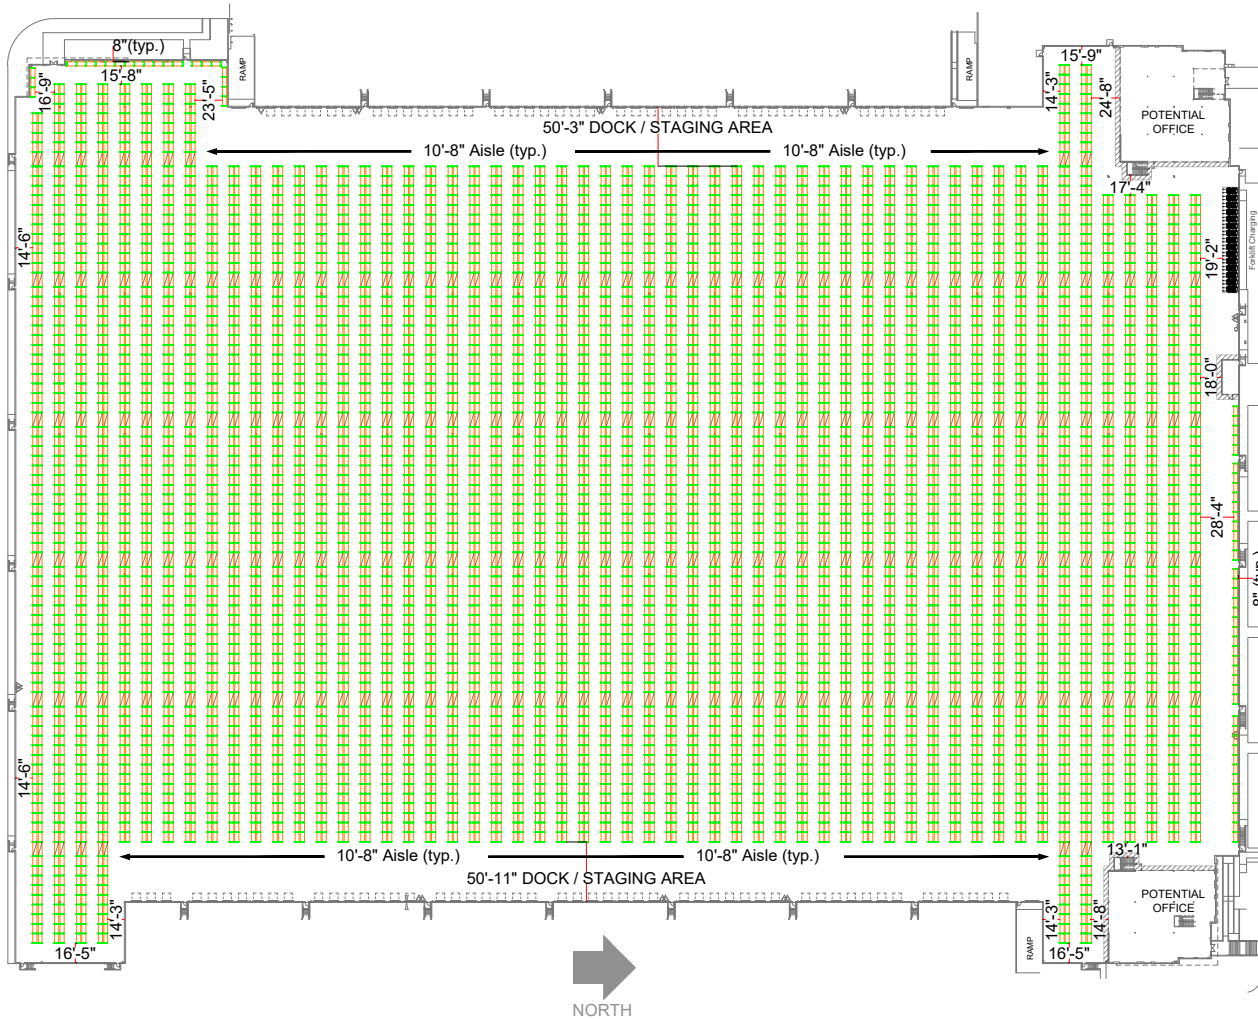 8"(typ.)
15'-8"
16'-9"
23'-5"
RAMP
RAMP
15'-9"
14'-3"
24'-8"
POTENTIAL
OFFICE
50'-3" DOCK / STAGING AREA
10'-8" Aisle (typ.)
10'-8" Aisle (typ.)
17'-4"
14'-6"
19'-2"
Forklift Charging
18'-0"
28'-4"
8" (typ.)
14'-6"
10'-8" Aisle (typ.)
10'-8" Aisle (typ.)
13'-1"
50'-11" DOCK / STAGING AREA
POTENTIAL
OFFICE
14'-3"
14'-3"
14'-8"
RAMP
16'-5"
16'-5"
NORTH